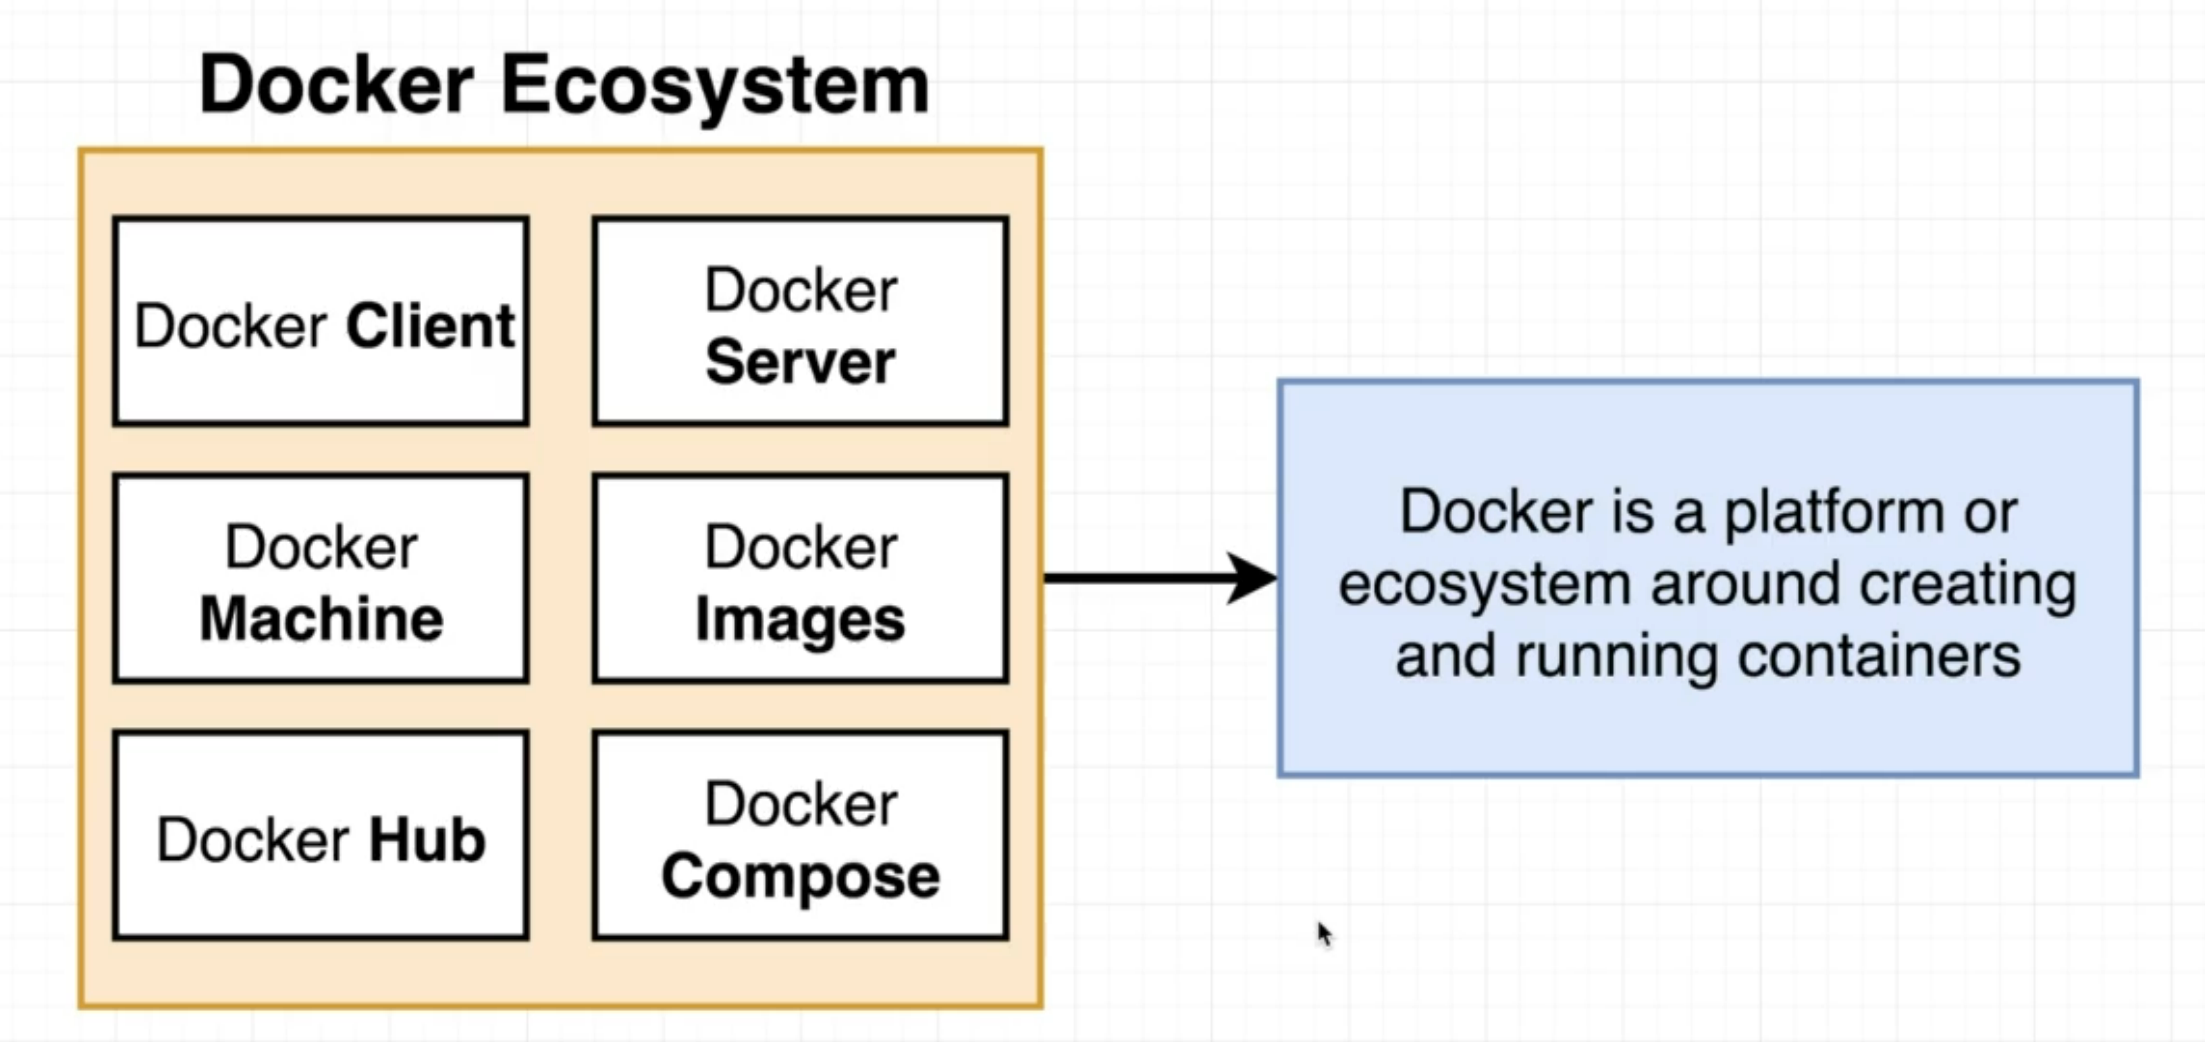 Docker Ecosystem
Docker Client
Docker
Server
Docker
Machine
Docker
Images
Docker Hub
Docker
Compose
Docker is a platform or
ecosystem around creating
and running containers